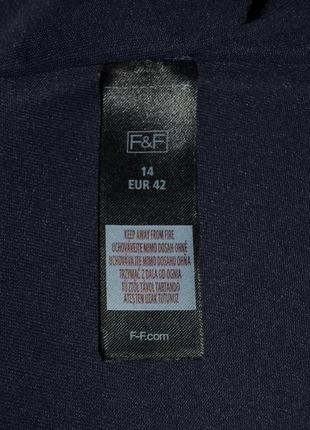 F&F
14
EUR 42
KEEP AWAY FROM FIRE
UCHOVÁVEJTE MIMO DOSAH OHNĚ
UCHOVÁVAJTE MIMO DOSAHU OHŇA
TRZYMAĆ Z DALA OD OGNIA
TŰZTŐL TÁVOL TARTANDÓ
ATEŞTEN UZAK TUTUNUZ
F-F.com